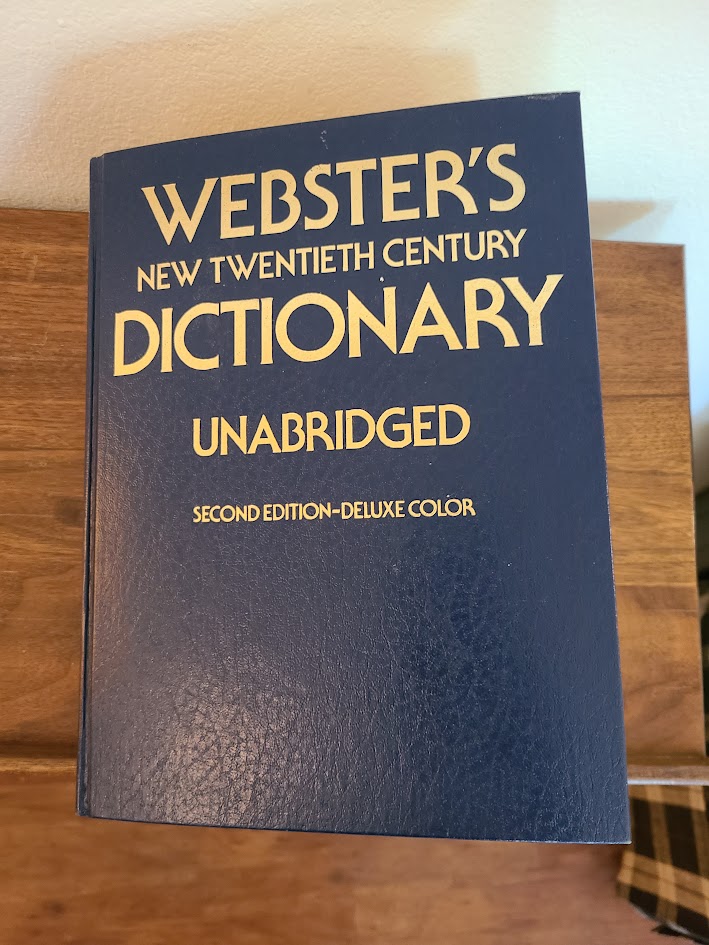 WEBSTER'S
NEW TWENTIETH CENTURY
DICTIONARY
UNABRIDGED
SECOND EDITION-DELUXE COLOR